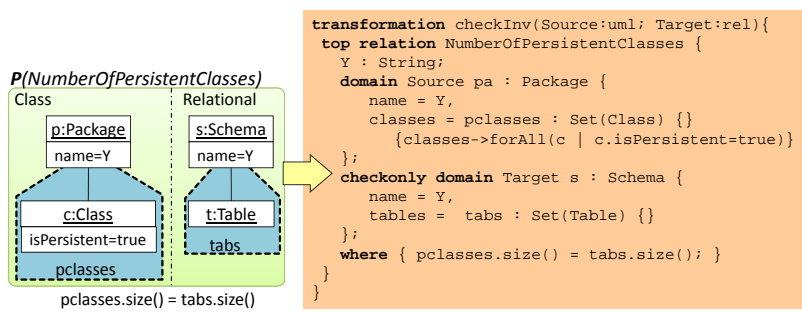 P(NumberOfPersistentClasses)
Class
Relational
p:Package
name=Y
s:Schema
name=Y
c:Class
isPersistent=true
pclasses
t:Table
tabs
pclasses.size() = tabs.size()
transformation checkInv(Source:uml; Target:rel){
top relation NumberOfPersistentClasses {
Y : String;
domain Source pa : Package {
name = Y,
classes = pclasses : Set(Class) {}
{classes->forAll(c | c.isPersistent=true)}
};
checkonly domain Target s : Schema {
name = Y,
tables = tabs : Set(Table) {}
};
where { pclasses.size() = tabs.size(); }
}
}